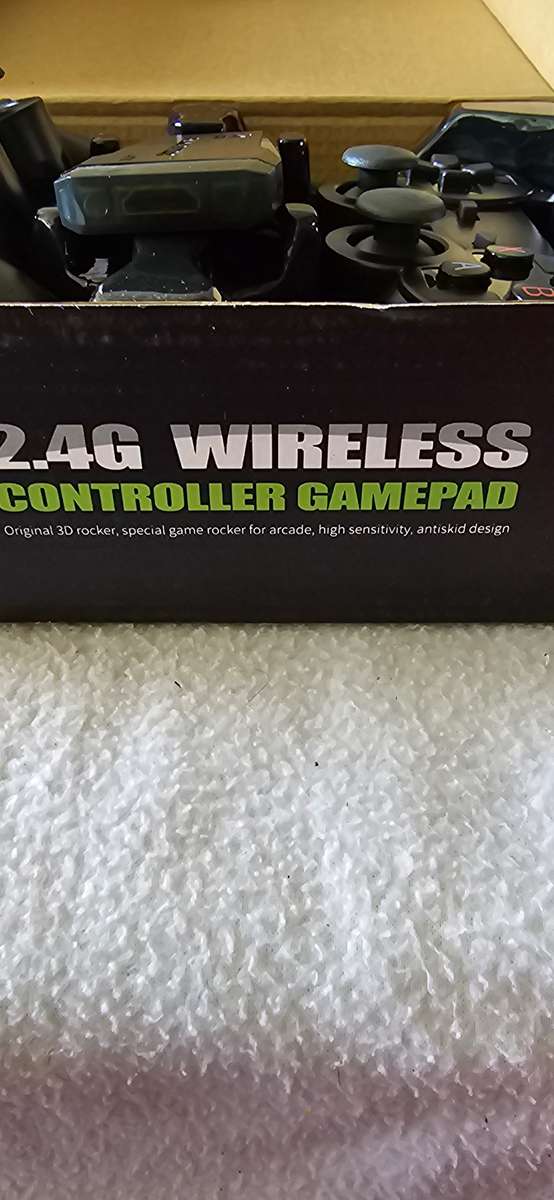 X
A
B
2.4G WIRELESS
CONTROLLER GAMEPAD
Original 3D rocker, special game rocker for arcade, high sensitivity, antiskid design